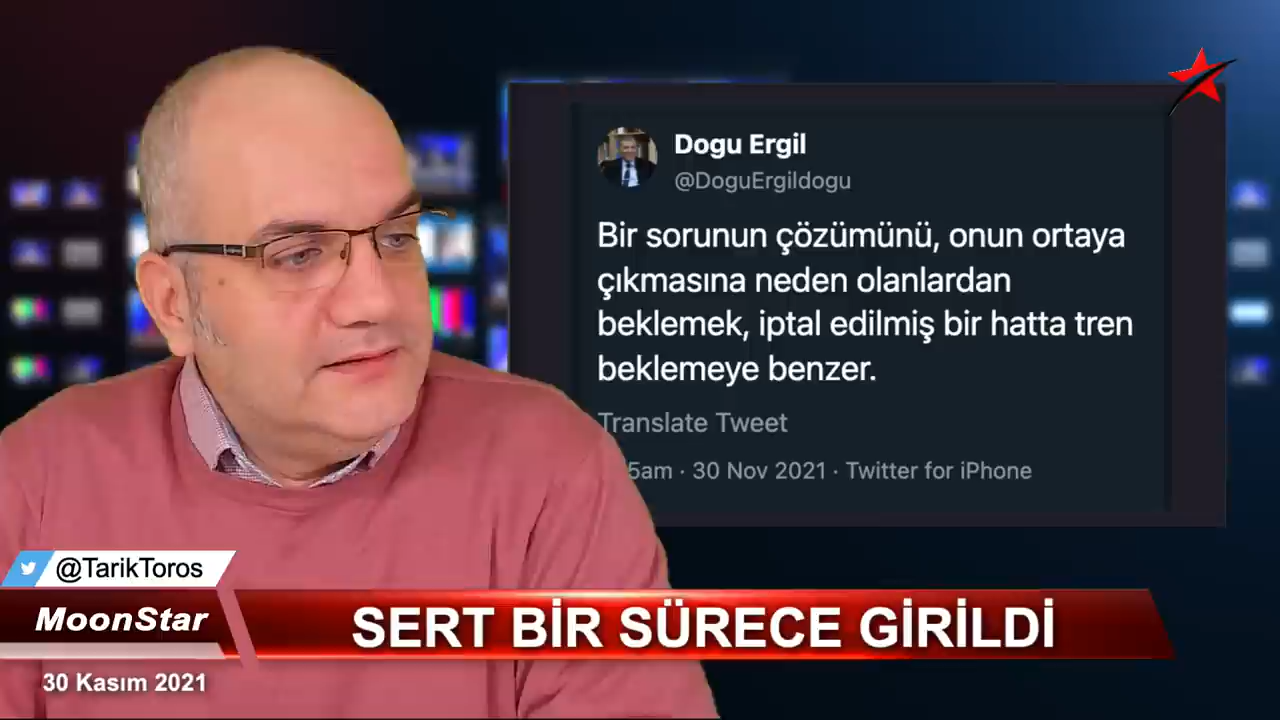 Dogu Ergil
@DoguErgildogu
Bir sorunun çözümünü, onun ortaya
çıkmasına neden olanlardan
beklemek, iptal edilmiş bir hatta tren
beklemeye benzer.
Translate Tweet
5am · 30 Nov 2021 · Twitter for iPhone
@TarikToros
MoonStar
SERT BİR SÜRECE GİRİLDİ
30 Kasım 2021